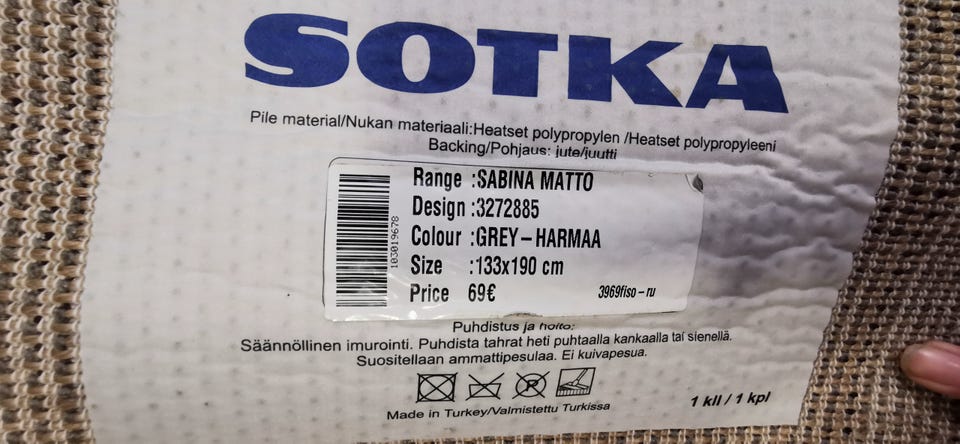 SOTKA
Pile material/Nukan materiaali:Heatset polypropylen /Heatset polypropyleeni
Backing/Pohjaus: jute/juutti
Range :SABINA MATTO
Design :3272885
Colour :GREY–HARMAA
Size :133x190 cm
Price 69€
3969fiso–ru
103019678
Puhdistus ja hoito:
Säännöllinen imurointi. Puhdista tahrat heti puhtaalla kankaalla tai sienellä.
Suositellaan ammattipesulaa. Ei kuivapesua.
Made in Turkey/Valmistettu Turkissa
1 kll / 1 kpl